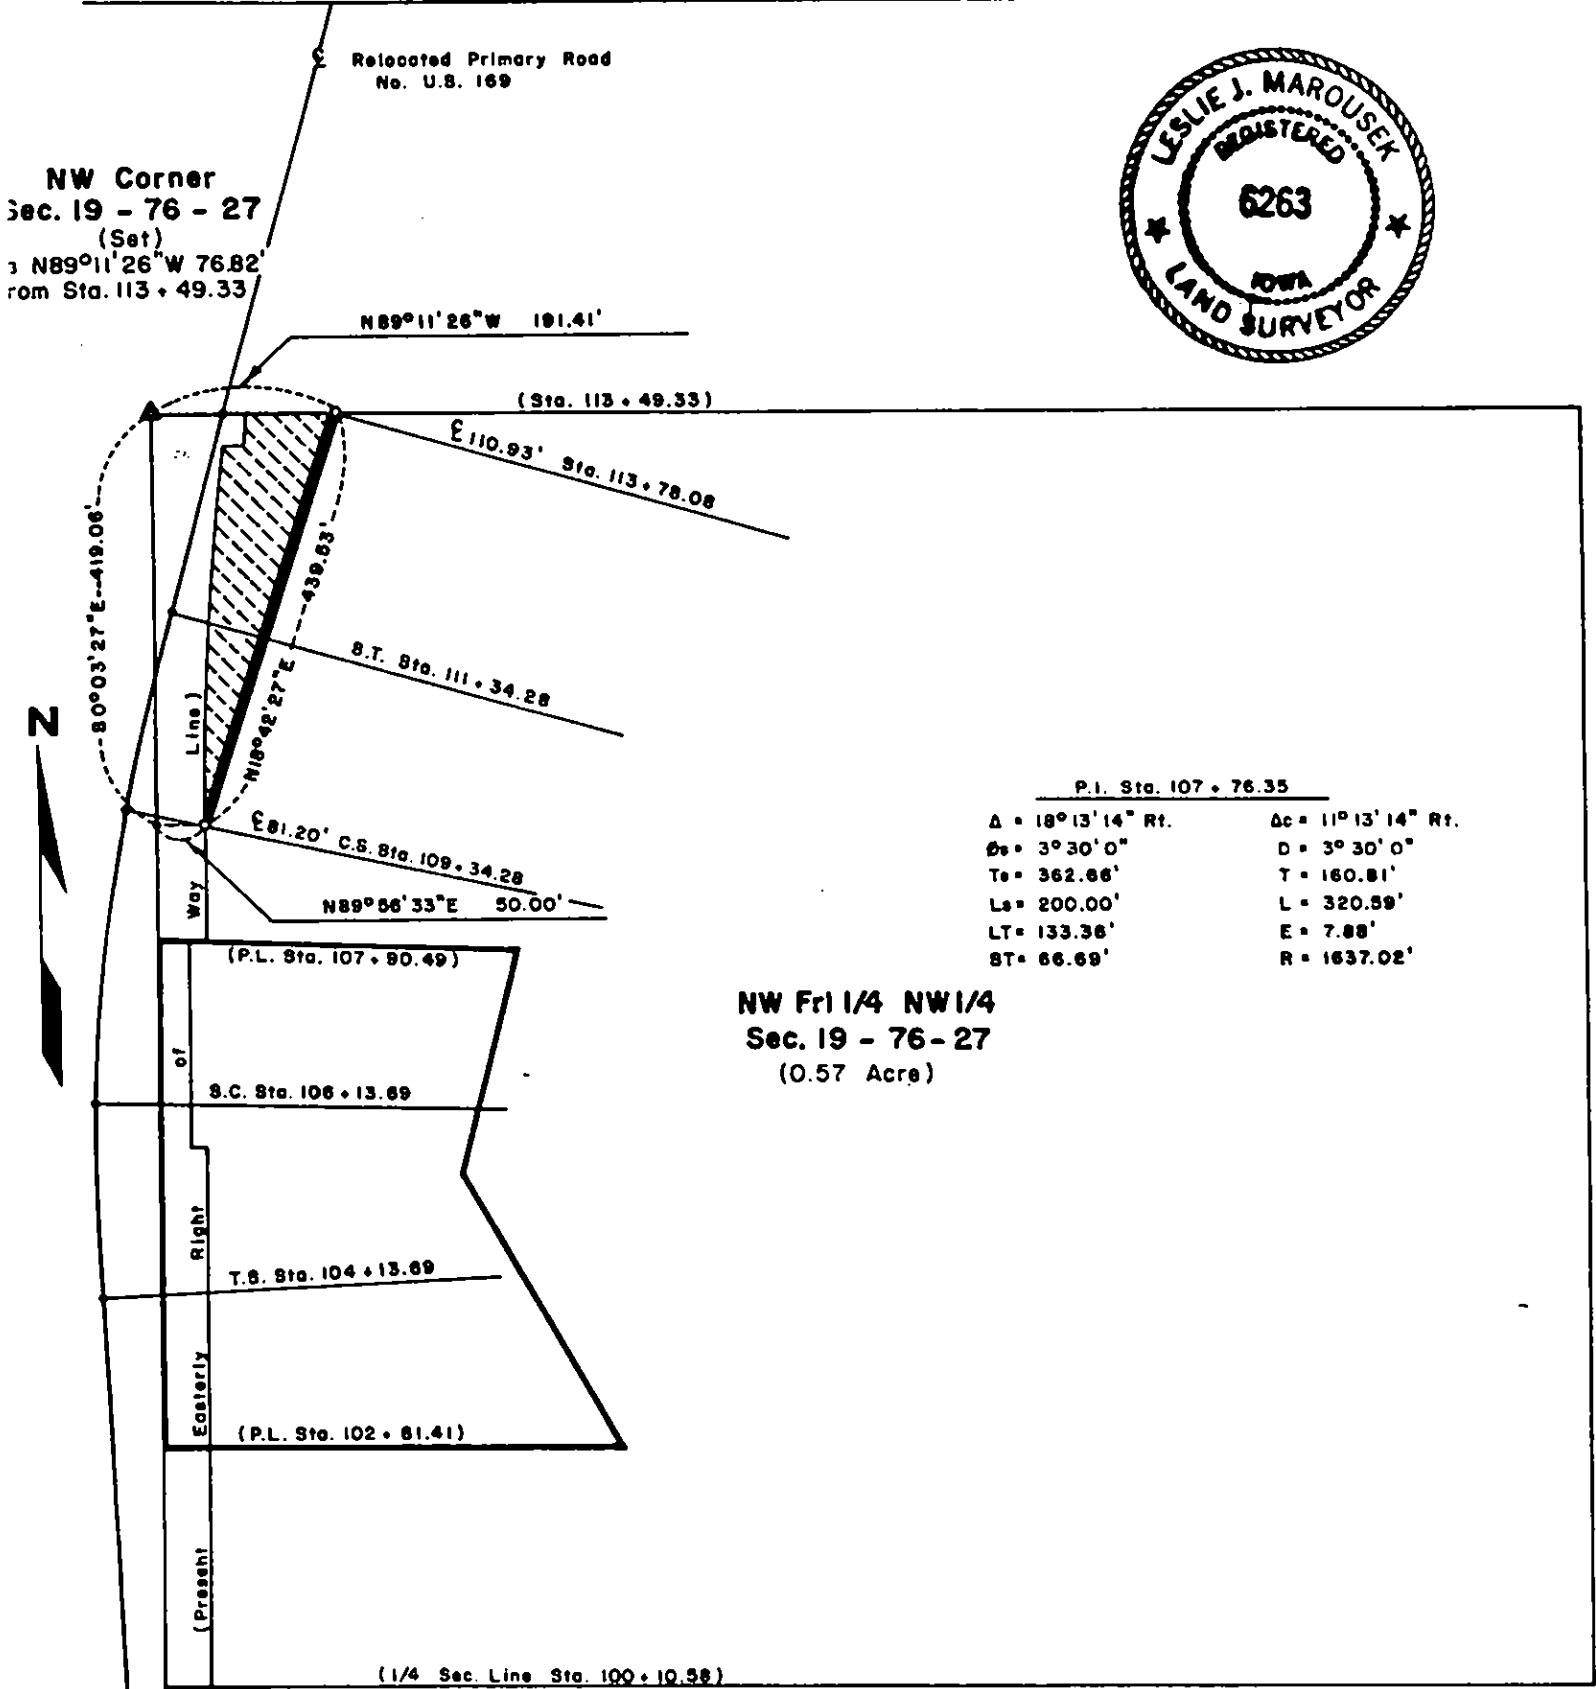 ℄ Relocated Primary Road
No. U.S. 169
LESLIE J. MAROUSEK
REGISTERED
6263
IOWA
LAND SURVEYOR
NW Corner
Sec. 19 - 76 - 27
(Set)
N89°11'26"W 76.82'
rom Sta. 113 + 49.33
N89°11'26"W 191.41'
(Sta. 113 + 49.33)
℄ 110.93' Sta. 113 + 78.08
S0°03'27"E 419.06'
439.53'
N18°42'27"E
S.T. Sta. 111 + 34.28
N
Line)
℄ 81.20' C.S. Sta. 109 + 34.28
N89°56'33"E 50.00'
Way
P.I. Sta. 107 + 76.35
Δ = 18°13'14" Rt. Δc = 11°13'14" Rt.
Θs = 3°30'0" D = 3°30'0"
Ts = 362.66' T = 160.81'
Ls = 200.00' L = 320.59'
LT = 133.36' E = 7.88'
ST = 66.69' R = 1637.02'
(P.L. Sta. 107 + 90.49)
NW Frl 1/4 NW 1/4
Sec. 19 - 76 - 27
(0.57 Acre)
of
S.C. Sta. 106 + 13.69
Right
T.S. Sta. 104 + 13.69
Easterly
(P.L. Sta. 102 + 61.41)
(Present
(1/4 Sec. Line Sta. 100 + 10.58)